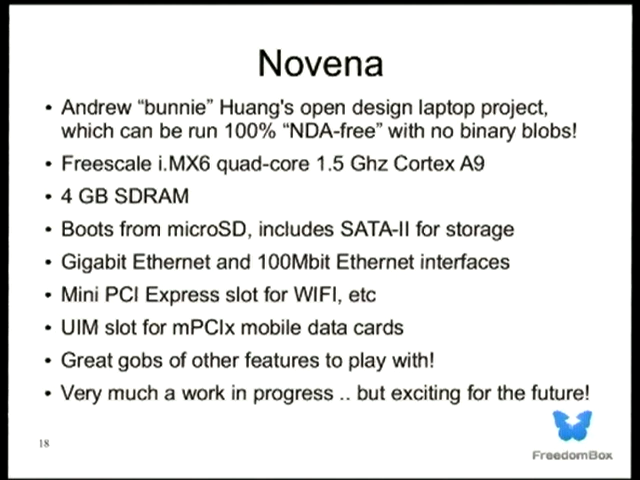 Novena
• Andrew “bunnie” Huang's open design laptop project,
which can be run 100% “NDA-free” with no binary blobs!
• Freescale i.MX6 quad-core 1.5 Ghz Cortex A9
• 4 GB SDRAM
• Boots from microSD, includes SATA-II for storage
• Gigabit Ethernet and 100Mbit Ethernet interfaces
• Mini PCI Express slot for WIFI, etc
• UIM slot for mPCIx mobile data cards
• Great gobs of other features to play with!
• Very much a work in progress .. but exciting for the future!
18
FreedomBox